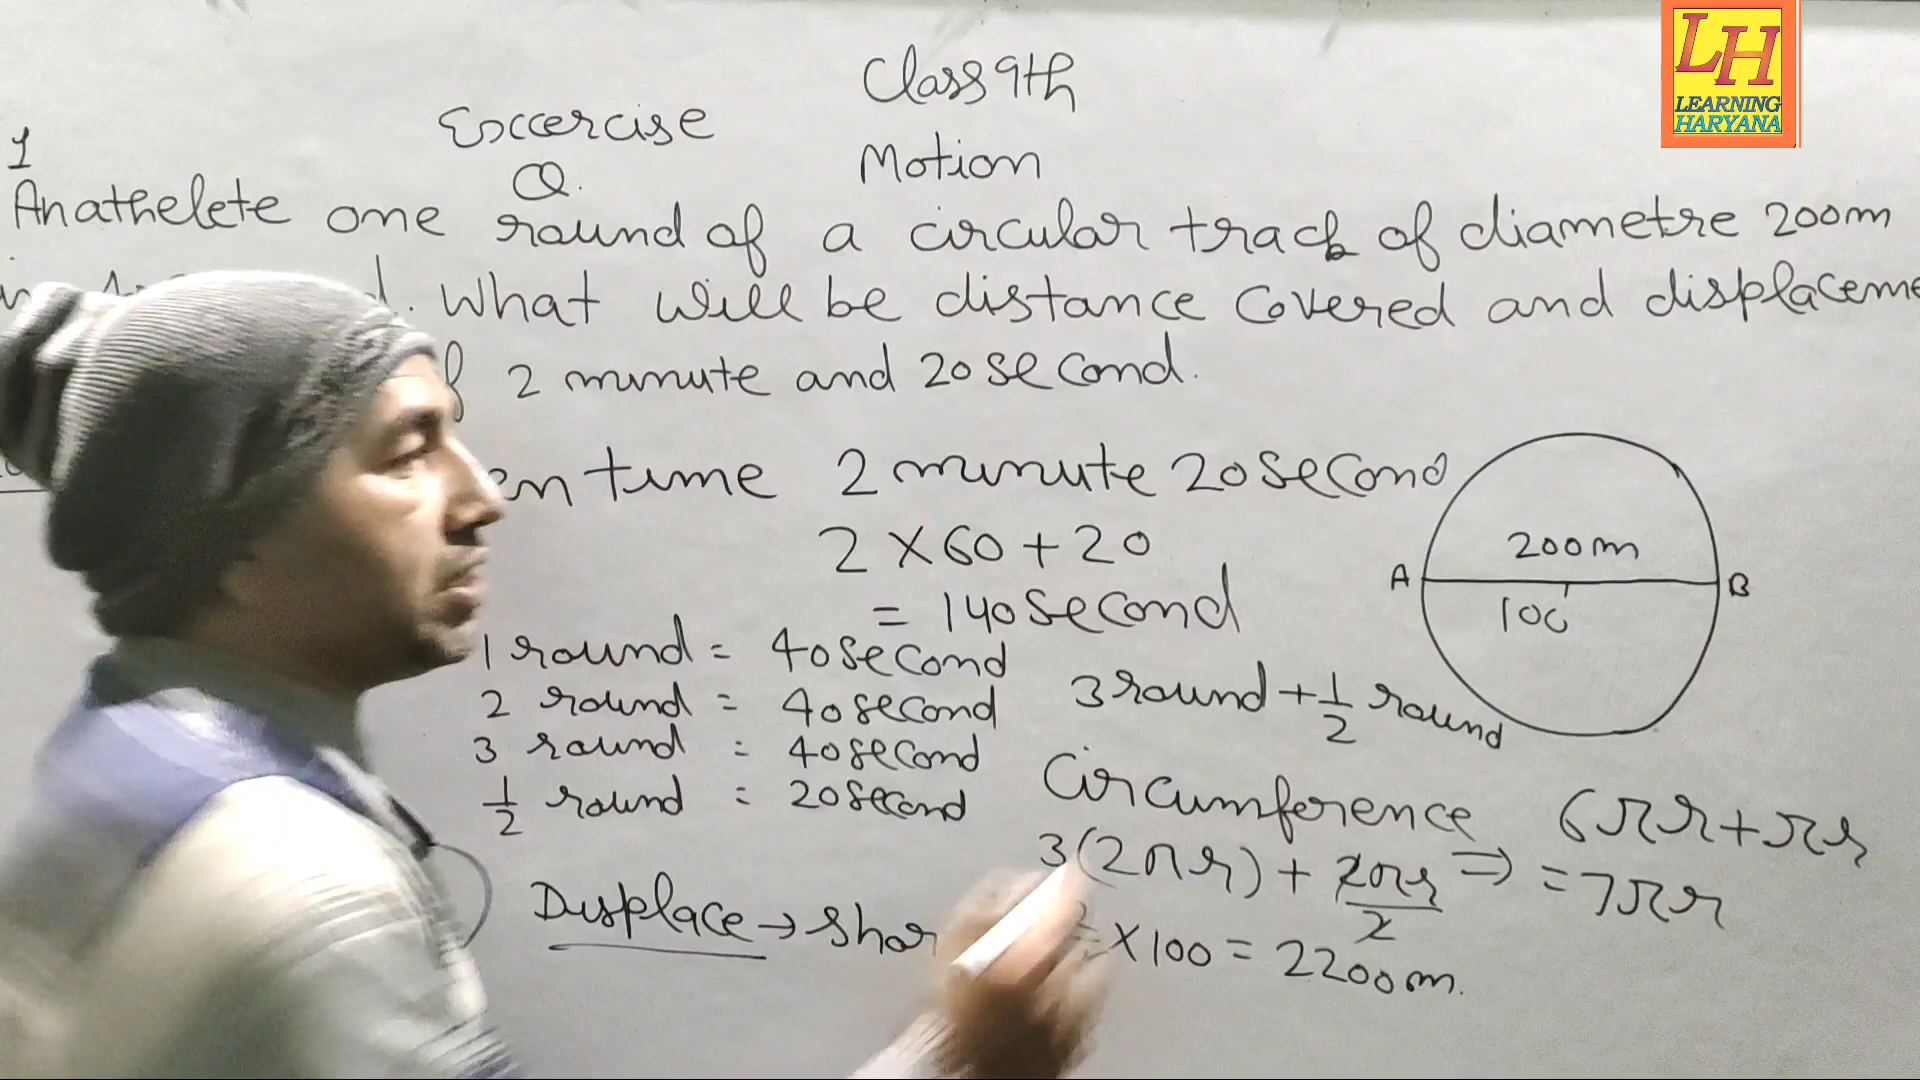 LH
LEARNING
HARYANA
Class 9th
Exccercise
Motion
1
Q.
Anathelete one round of a circular track of diametre 200m
What will be distance covered and displaceme
2 minute and 20 second.
en time 2 minute 20 second
2 X 60 + 20
= 140 second
200m
A B
100
1 round = 40 second
2 round = 40 second
3 round = 40 second
1/2 round = 20 second
3 round + 1/2 round
Circumference
3(2πr) + 2πr/2 ⇒
6πr + πr
= 7πr
X 100 = 2200m.
Displace → shor